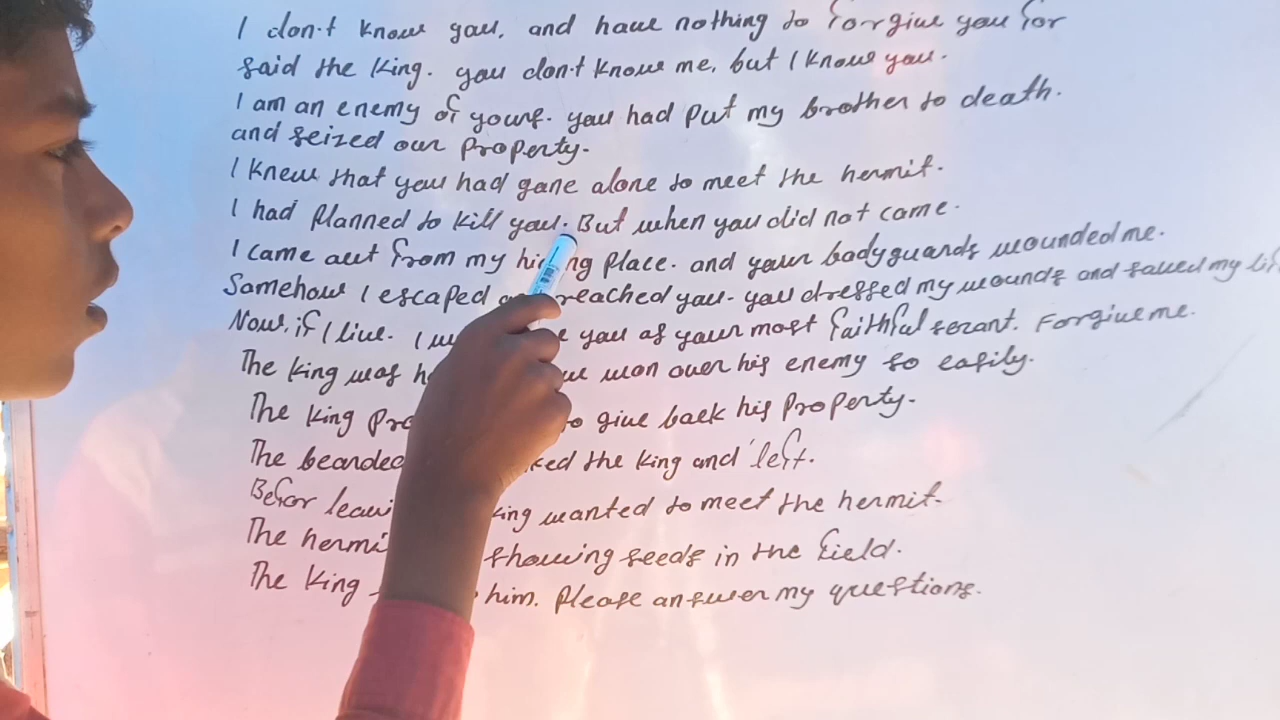 I don't know you, and have nothing to forgive you for
said the King. you don't know me, but I know you.
I am an enemy of yours. you had put my brother to death.
and seized our property.
I knew that you had gone alone to meet the hermit.
I had planned to kill you. But when you did not come.
I came out from my hiding place. and your bodyguards wounded me.
Somehow I escaped reached you. you dressed my wounds and saved my
Now, if I live. I you as your most faithful serant. Forgive me.
The king was won over his enemy so easily.
The king to give back his property.
The bearded the king and left.
Befor king wanted to meet the hermit.
The showing seeds in the field.
The king him. Please answer my questions.